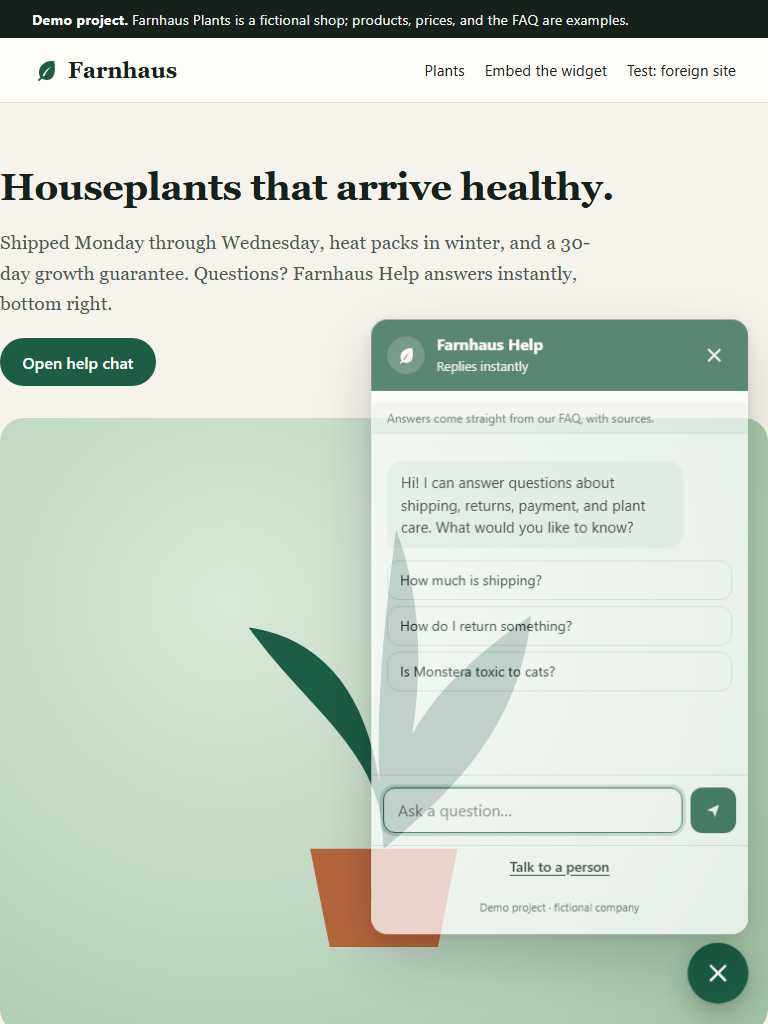 Demo project. Farnhaus Plants is a fictional shop; products, prices, and the FAQ are examples.
Farnhaus
Plants
Embed the widget
Test: foreign site
Houseplants that arrive healthy.
Shipped Monday through Wednesday, heat packs in winter, and a 30-
day growth guarantee. Questions? Farnhaus Help answers instantly,
bottom right.
Open help chat
Farnhaus Help
Replies instantly
Answers come straight from our FAQ, with sources.
Hi! I can answer questions about
shipping, returns, payment, and plant
care. What would you like to know?
How much is shipping?
How do I return something?
Is Monstera toxic to cats?
Ask a question...
Talk to a person
Demo project · fictional company